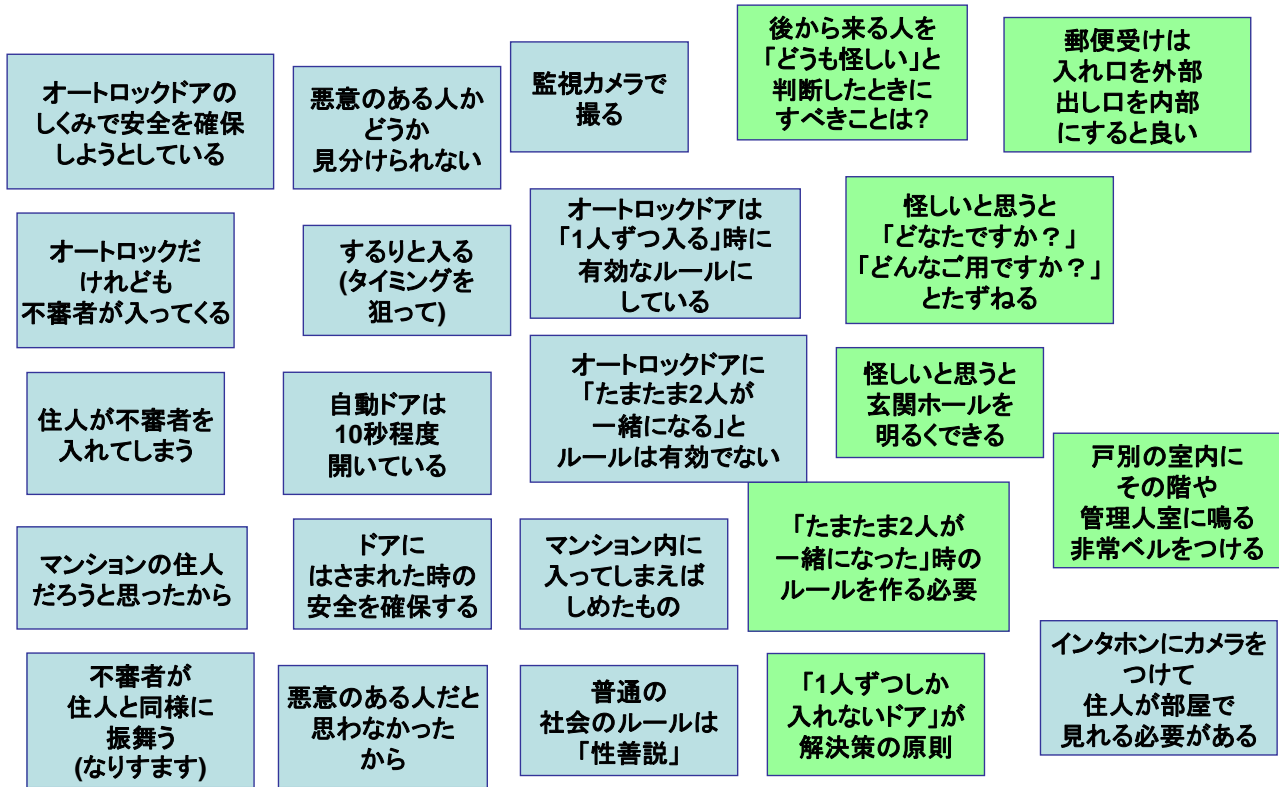 オートロックドアの
しくみで安全を確保
しようとしている
悪意のある人か
どうか
見分けられない
監視カメラで
撮る
後から来る人を
「どうも怪しい」と
判断したときに
すべきことは?
郵便受けは
入れ口を外部
出し口を内部
にすると良い
オートロックだ
けれども
不審者が入ってくる
するりと入る
(タイミングを
狙って)
オートロックドアは
「1人ずつ入る」時に
有効なルールに
している
怪しいと思うと
「どなたですか？」
「どんなご用ですか？」
とたずねる
住人が不審者を
入れてしまう
自動ドアは
10秒程度
開いている
オートロックドアに
「たまたま2人が
一緒になる」と
ルールは有効でない
怪しいと思うと
玄関ホールを
明るくできる
戸別の室内に
その階や
管理人室に鳴る
非常ベルをつける
マンションの住人
だろうと思ったから
ドアに
はさまれた時の
安全を確保する
マンション内に
入ってしまえば
しめたもの
「たまたま2人が
一緒になった」時の
ルールを作る必要
インタホンにカメラを
つけて
住人が部屋で
見れる必要がある
不審者が
住人と同様に
振舞う
(なりすます)
悪意のある人だと
思わなかった
から
普通の
社会のルールは
「性善説」
「1人ずつしか
入れないドア」が
解決策の原則